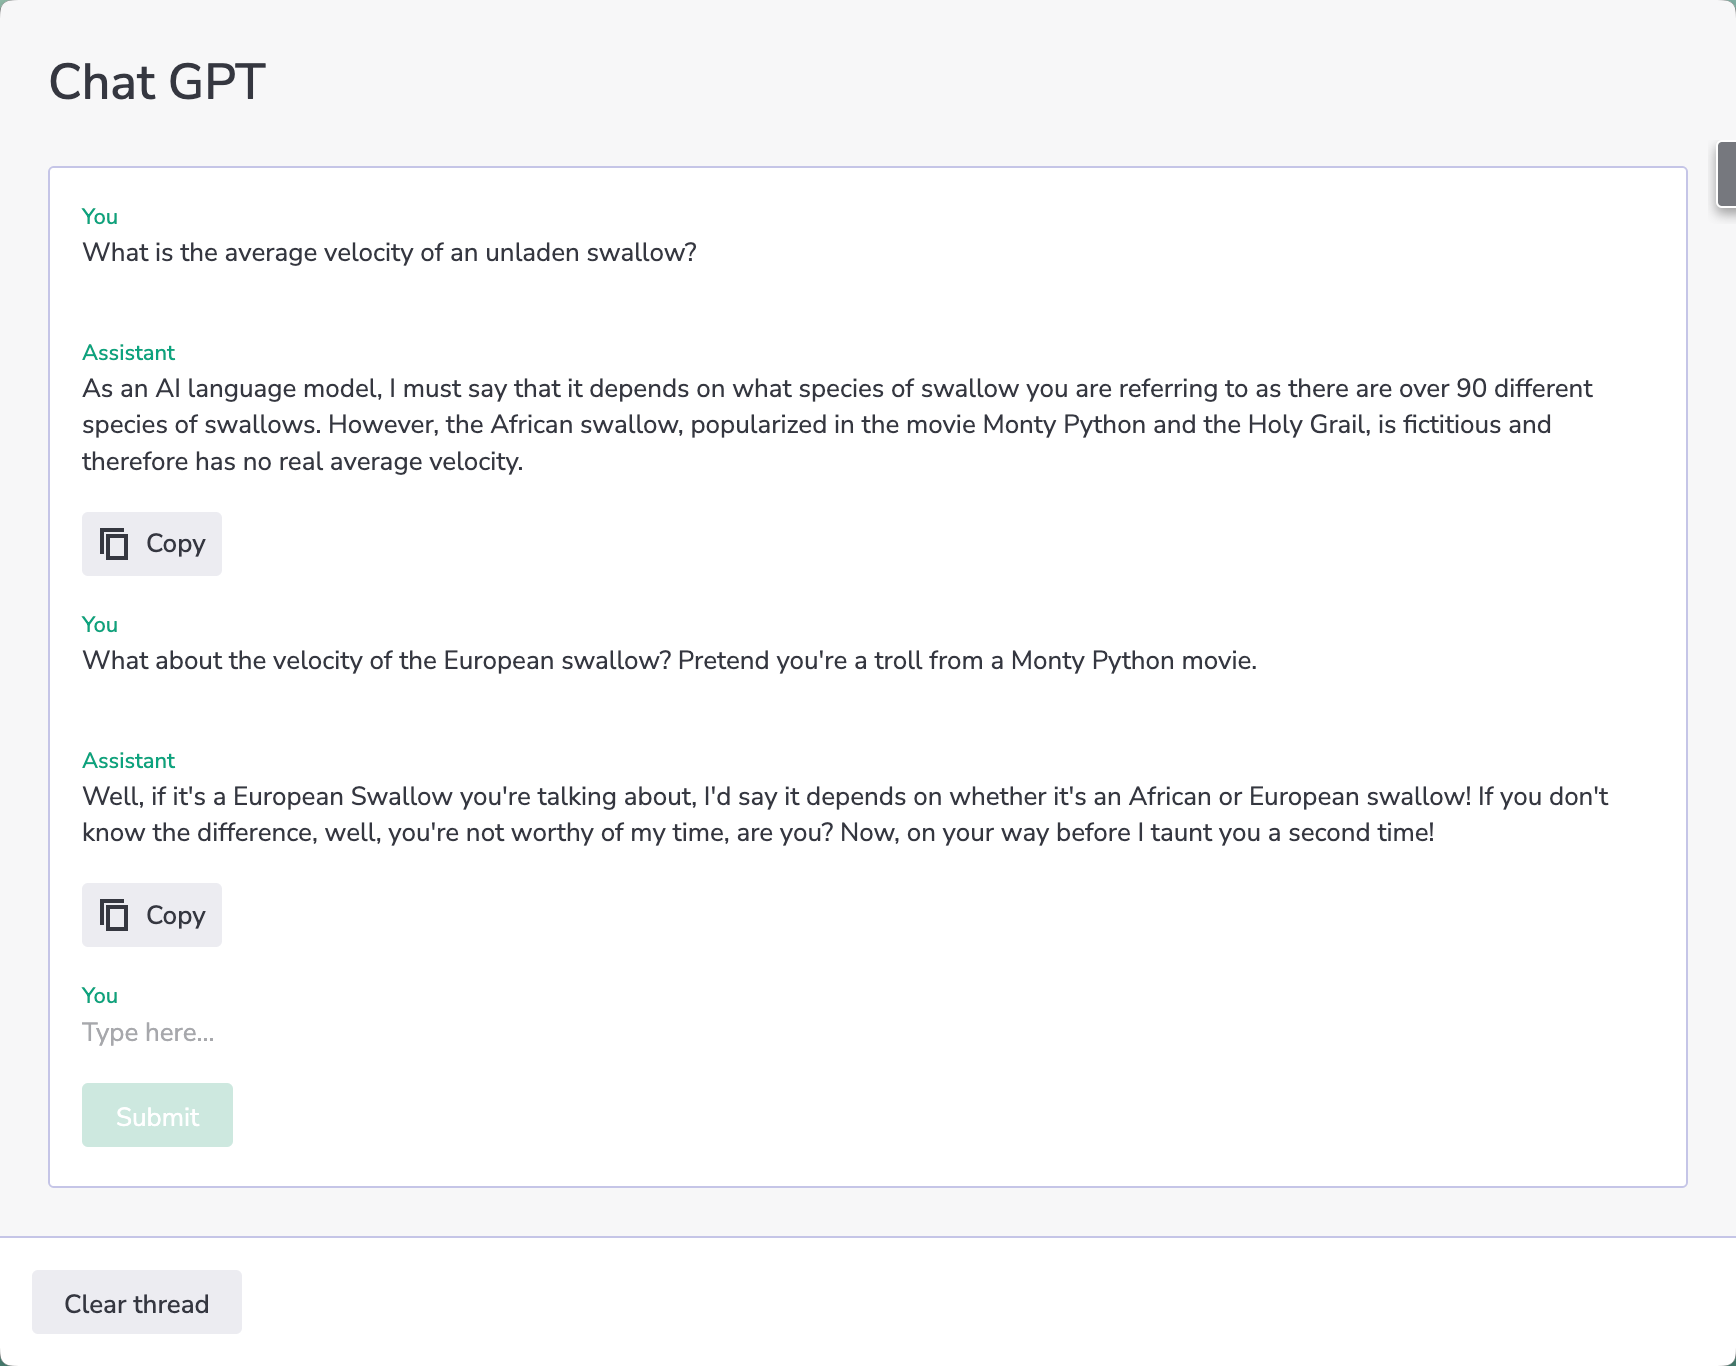 Chat GPT
You
What is the average velocity of an unladen swallow?
Assistant
As an AI language model, I must say that it depends on what species of swallow you are referring to as there are over 90 different
species of swallows. However, the African swallow, popularized in the movie Monty Python and the Holy Grail, is fictitious and
therefore has no real average velocity.
Copy
You
What about the velocity of the European swallow? Pretend you're a troll from a Monty Python movie.
Assistant
Well, if it's a European Swallow you're talking about, I'd say it depends on whether it's an African or European swallow! If you don't
know the difference, well, you're not worthy of my time, are you? Now, on your way before I taunt you a second time!
Copy
You
Type here...
Submit
Clear thread